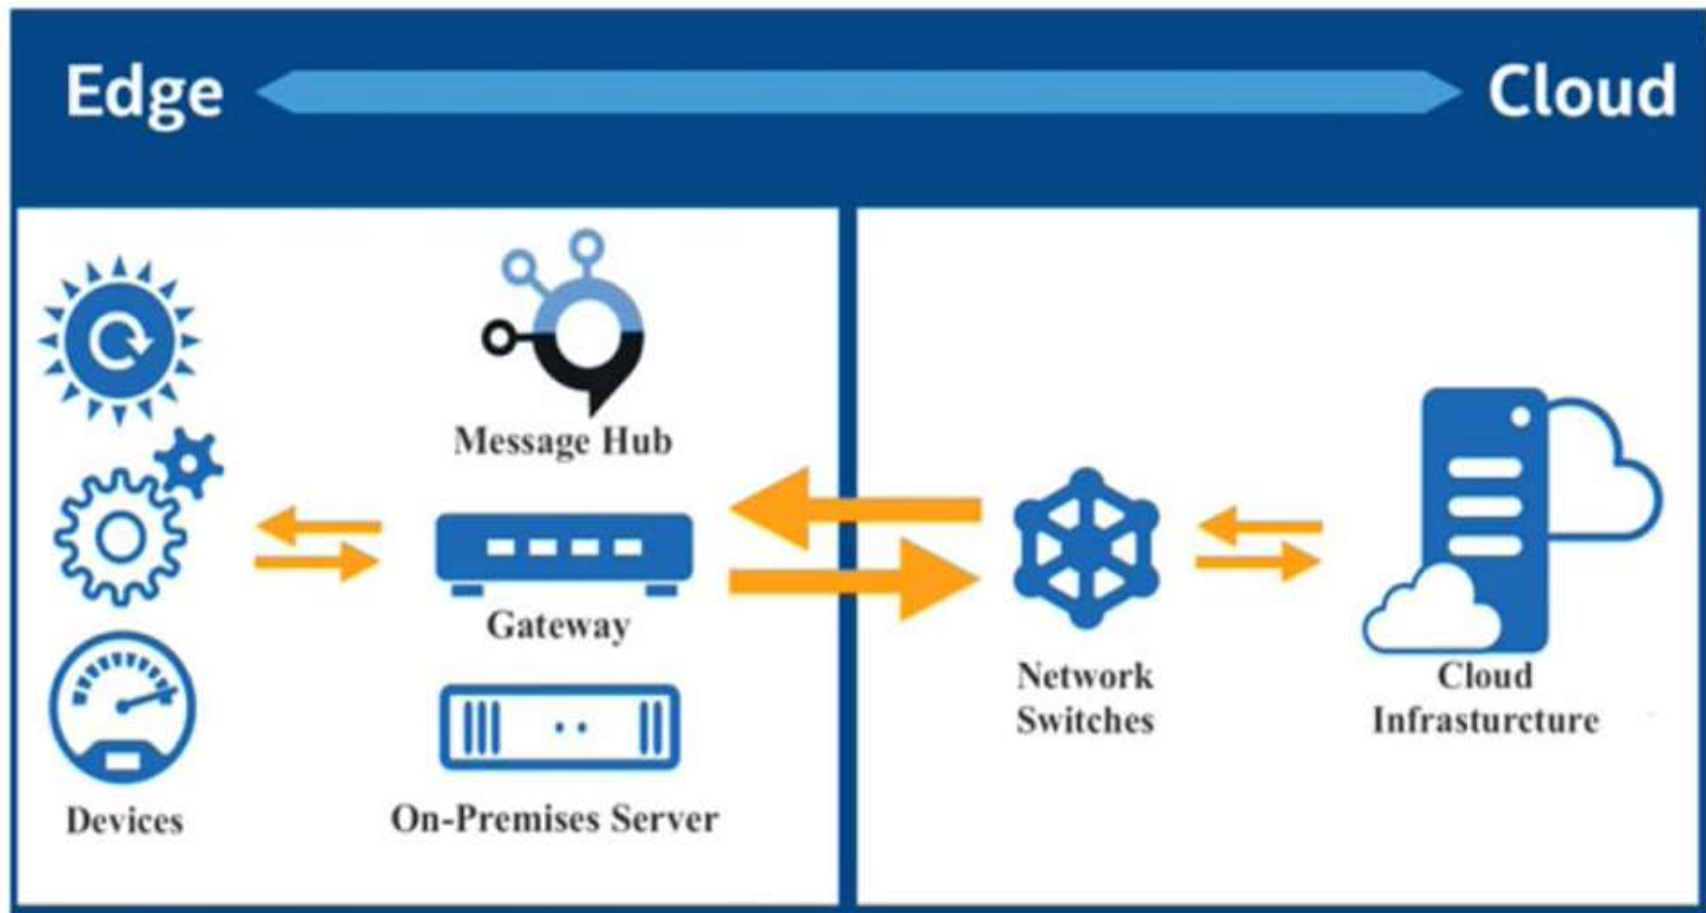 Edge
Cloud
Message Hub
Gateway
Devices
On-Premises Server
Network
Switches
Cloud
Infrasturcture